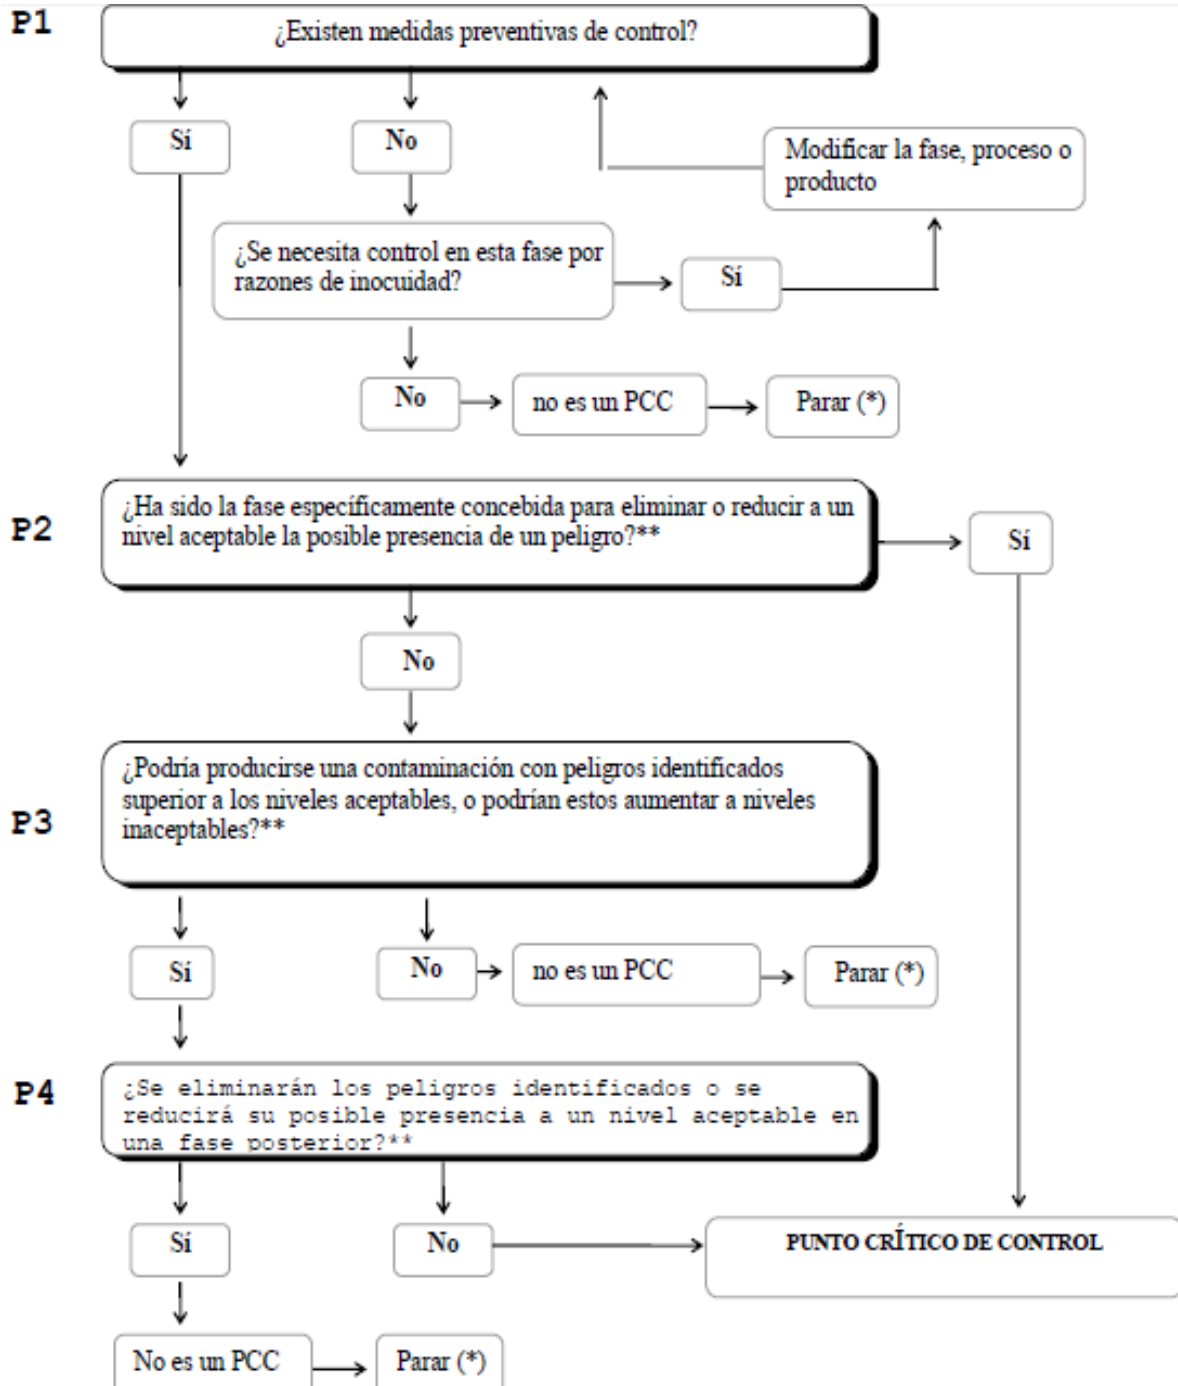 P1
¿Existen medidas preventivas de control?
Sí
No
Modificar la fase, proceso o
producto
¿Se necesita control en esta fase por
razones de inocuidad?
Sí
No
no es un PCC
Parar (*)
P2
¿Ha sido la fase específicamente concebida para eliminar o reducir a un
nivel aceptable la posible presencia de un peligro?**
Sí
No
P3
¿Podría producirse una contaminación con peligros identificados
superior a los niveles aceptables, o podrían estos aumentar a niveles
inaceptables?**
Sí
No
no es un PCC
Parar (*)
P4
¿Se eliminarán los peligros identificados o se
reducirá su posible presencia a un nivel aceptable en
una fase posterior?**
Sí
No
PUNTO CRÍTICO DE CONTROL
No es un PCC
Parar (*)